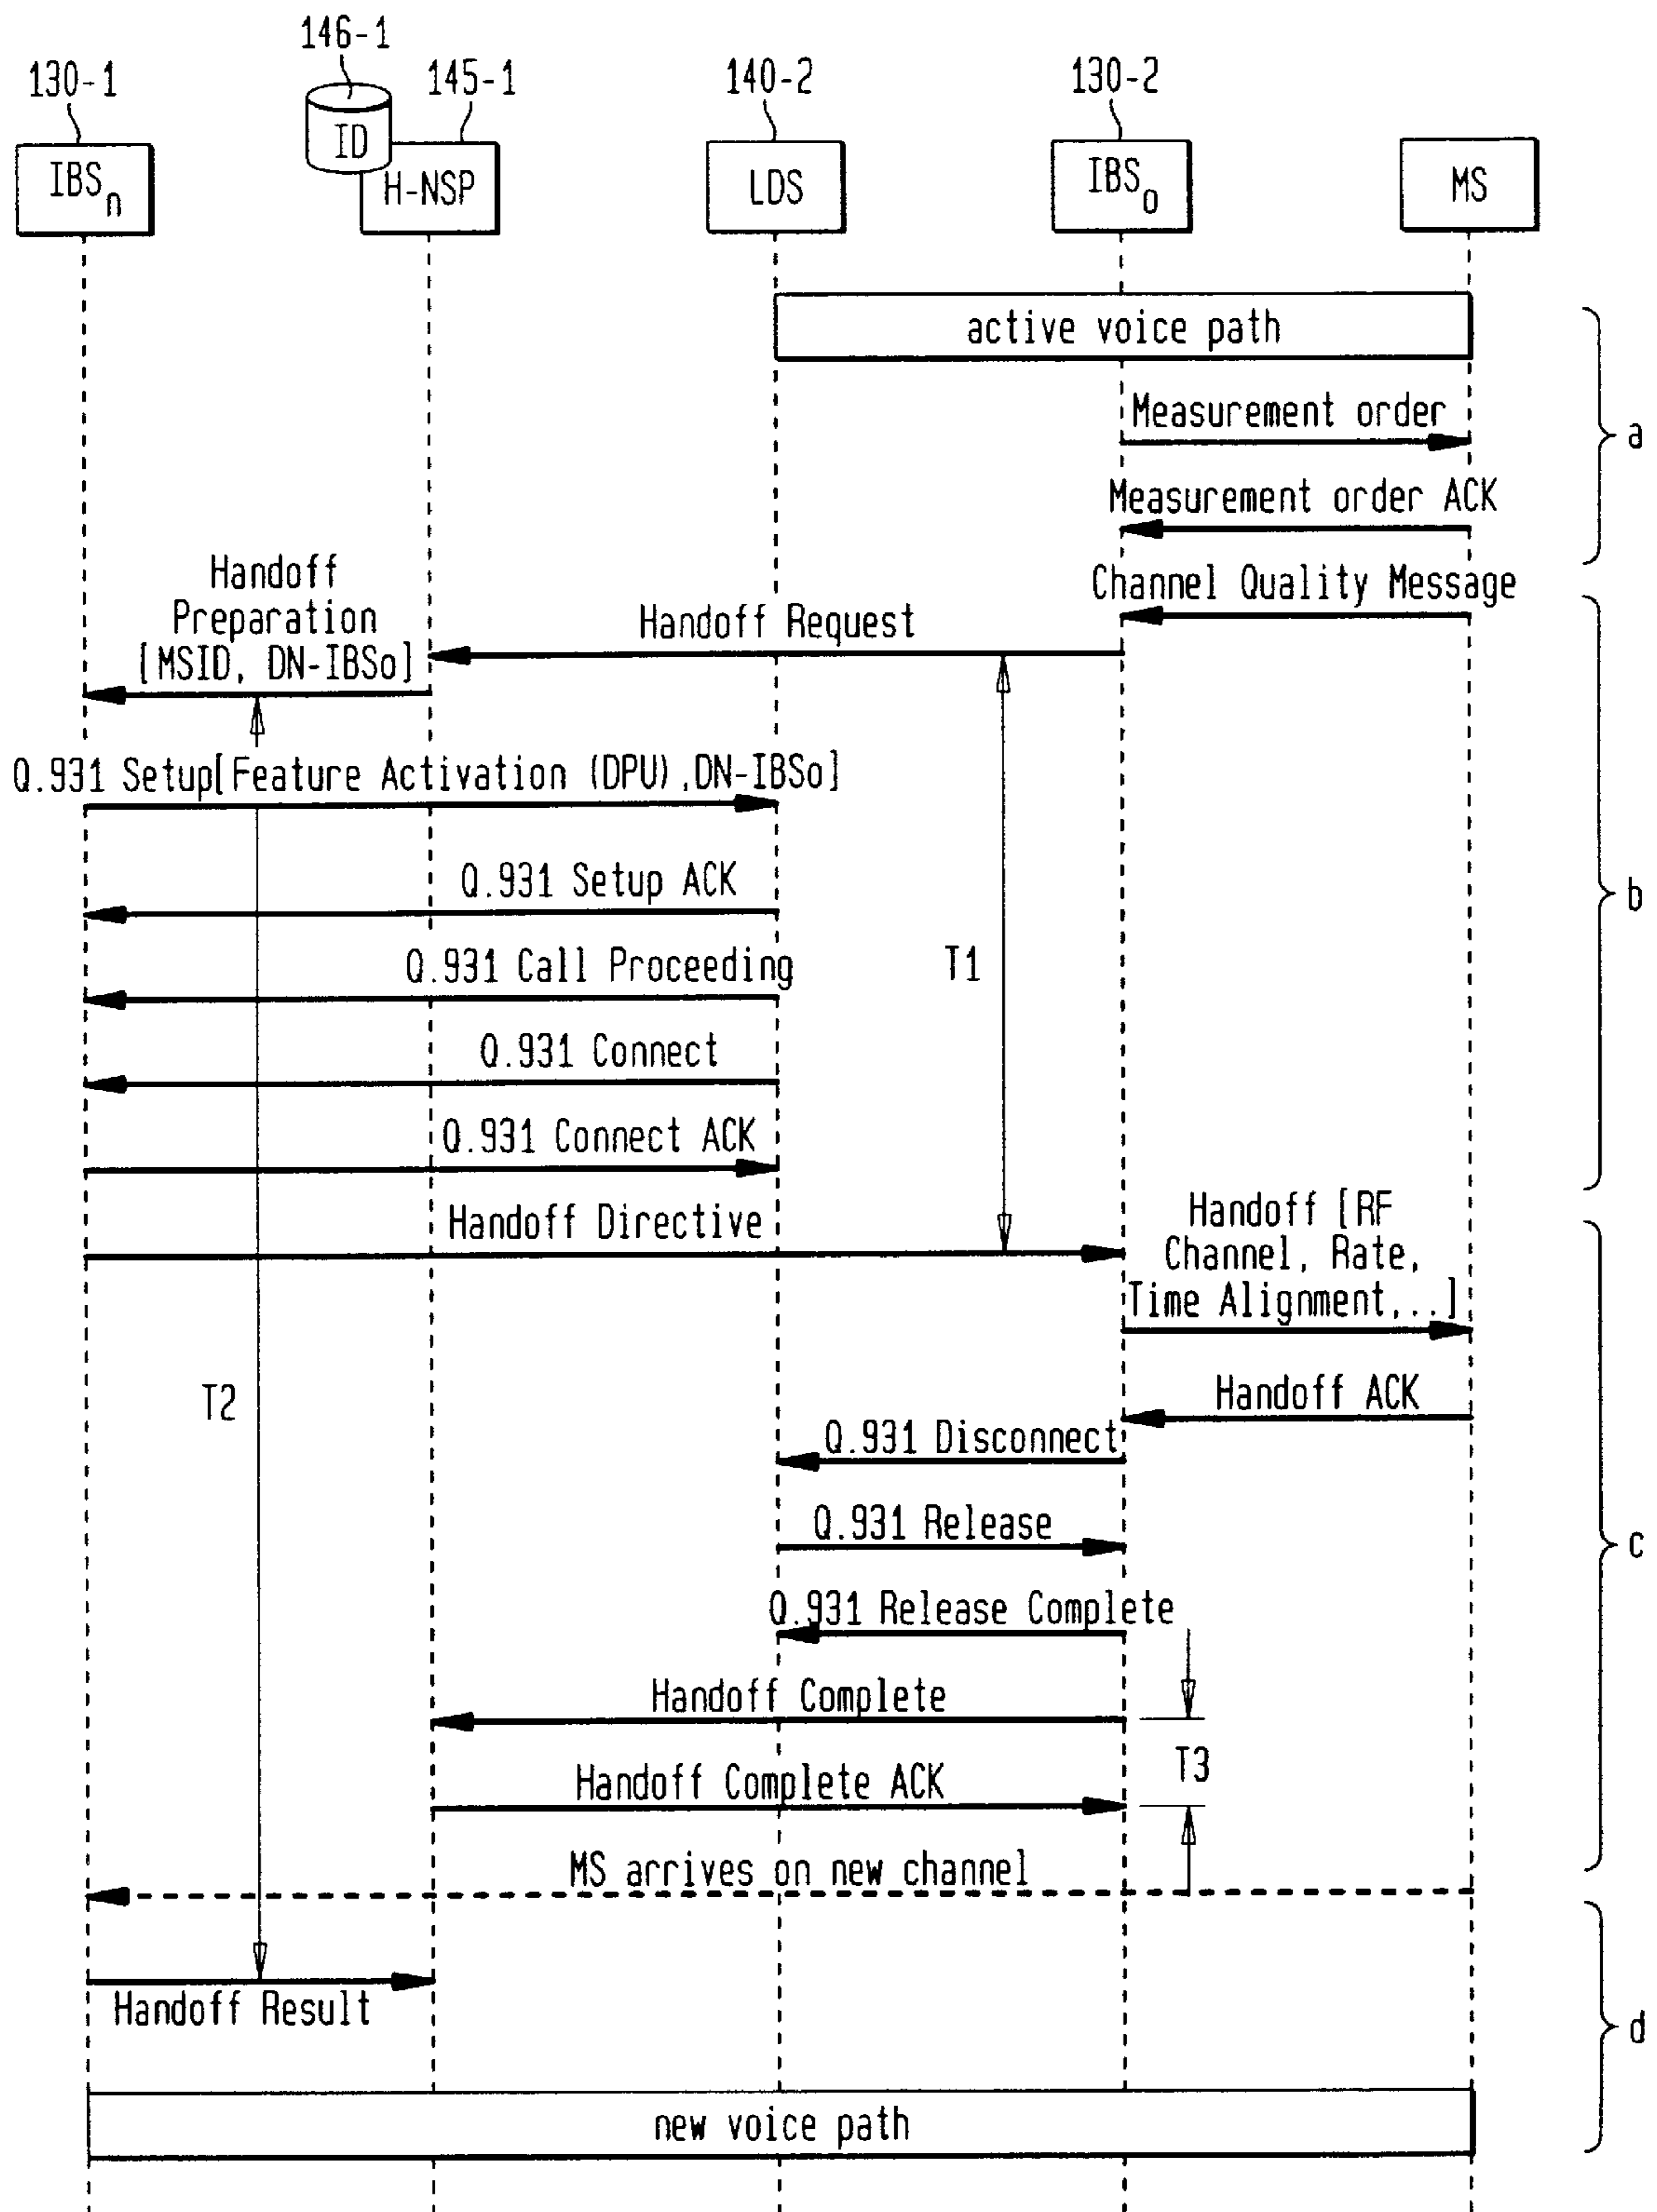 146-1
130-1
145-1
140-2
130-2
ID
IBSn
H-NSP
LDS
IBSo
MS
active voice path
Measurement order
a
Measurement order ACK
Channel Quality Message
Handoff
Preparation
[MSID, DN-IBSo]
Handoff Request
Q.931 Setup[Feature Activation (DPU),DN-IBSo]
Q.931 Setup ACK
b
Q.931 Call Proceeding
T1
Q.931 Connect
Q.931 Connect ACK
Handoff Directive
Handoff [RF
Channel, Rate,
Time Alignment,..]
T2
Handoff ACK
Q.931 Disconnect
Q.931 Release
c
Q.931 Release Complete
Handoff Complete
T3
Handoff Complete ACK
MS arrives on new channel
Handoff Result
d
new voice path